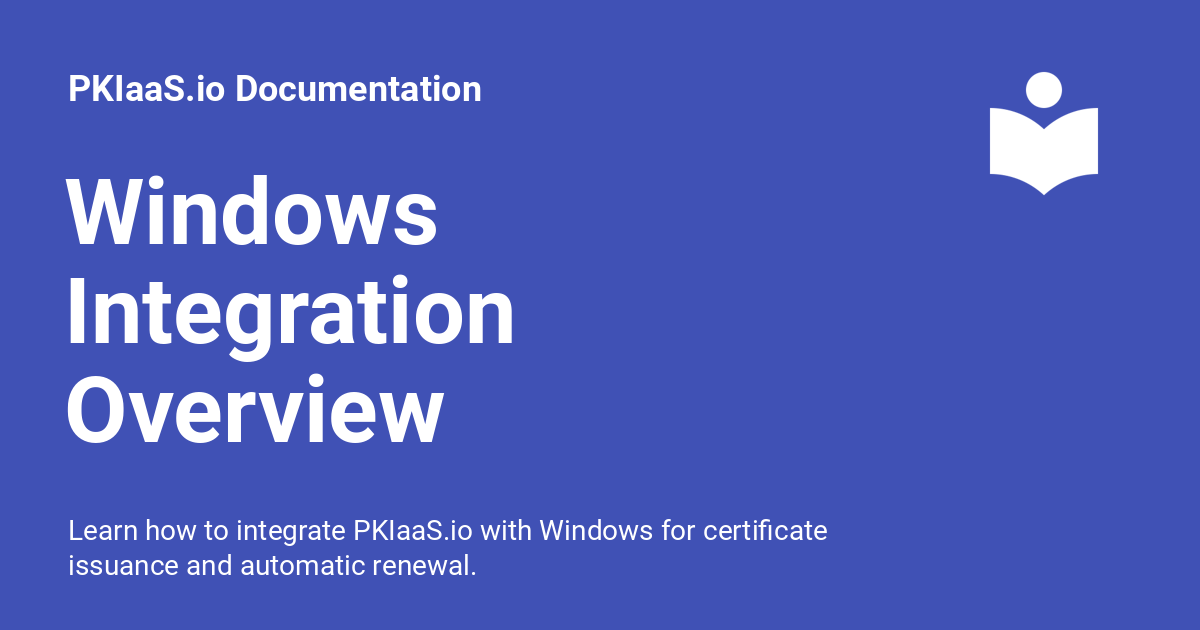 PKIaaS.io Documentation
Windows
Integration
Overview
Learn how to integrate PKIaaS.io with Windows for certificate
issuance and automatic renewal.